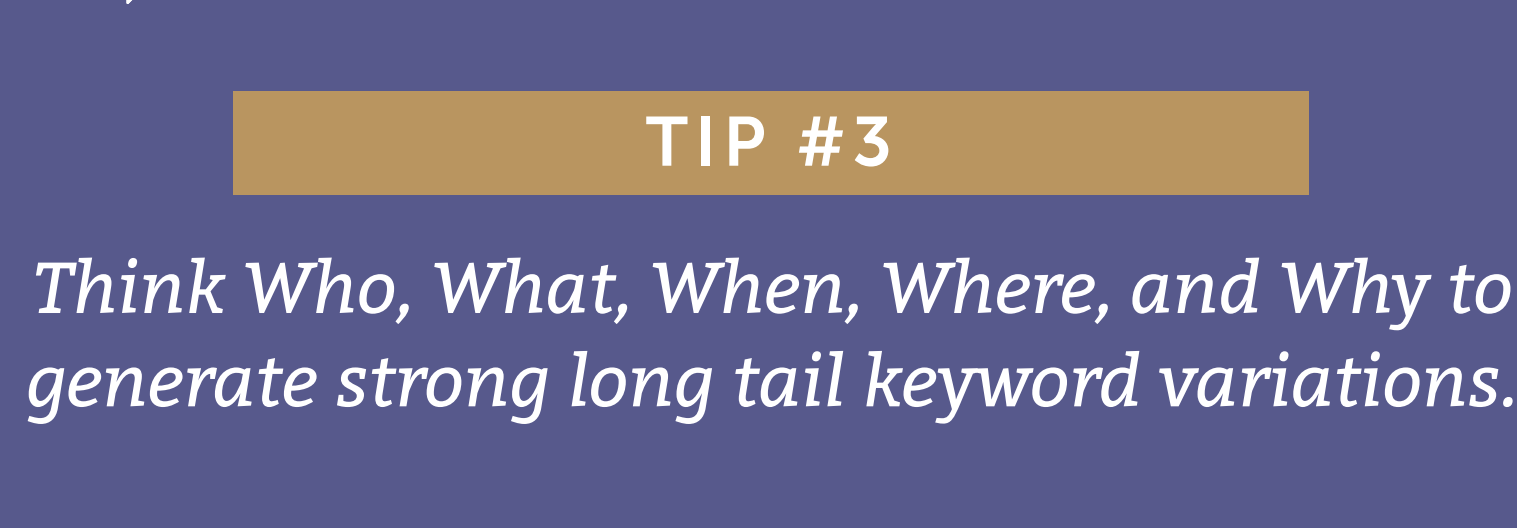 TIP #3
Think Who, What, When, Where, and Why to
generate strong long tail keyword variations.